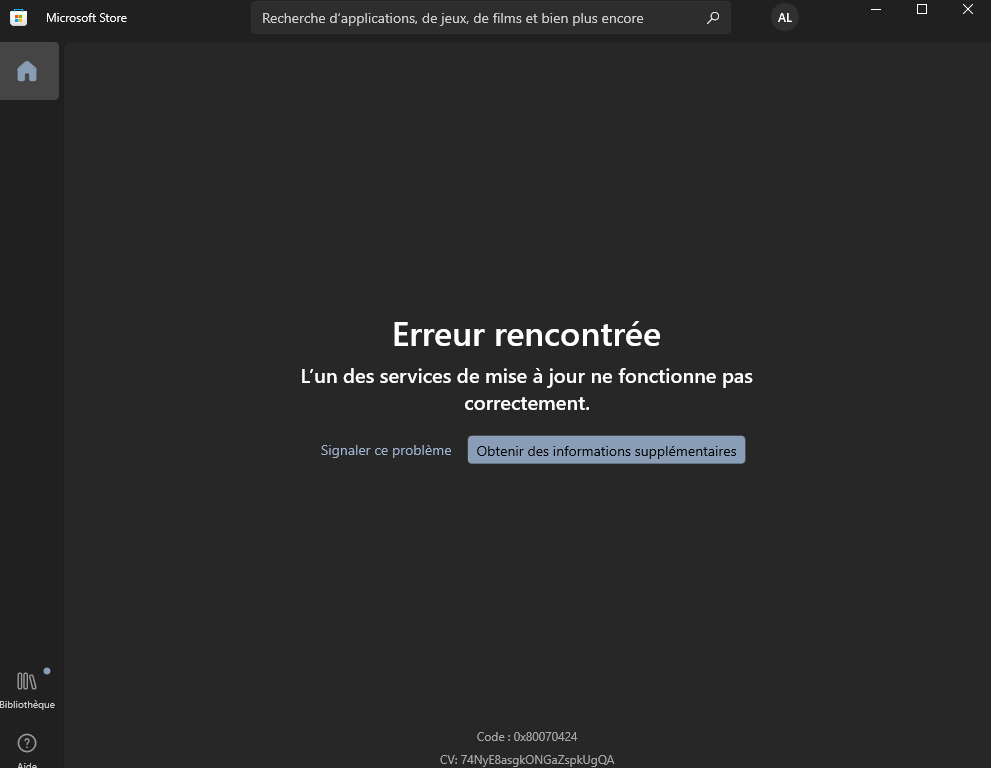 Microsoft Store
Recherche d'applications, de jeux, de films et bien plus encore
AL
Erreur rencontrée
L'un des services de mise à jour ne fonctionne pas
correctement.
Signaler ce problème
Obtenir des informations supplémentaires
Bibliothèque
Aide
Code : 0x80070424
CV: 74NyE8asgkONGaZspkUgQA